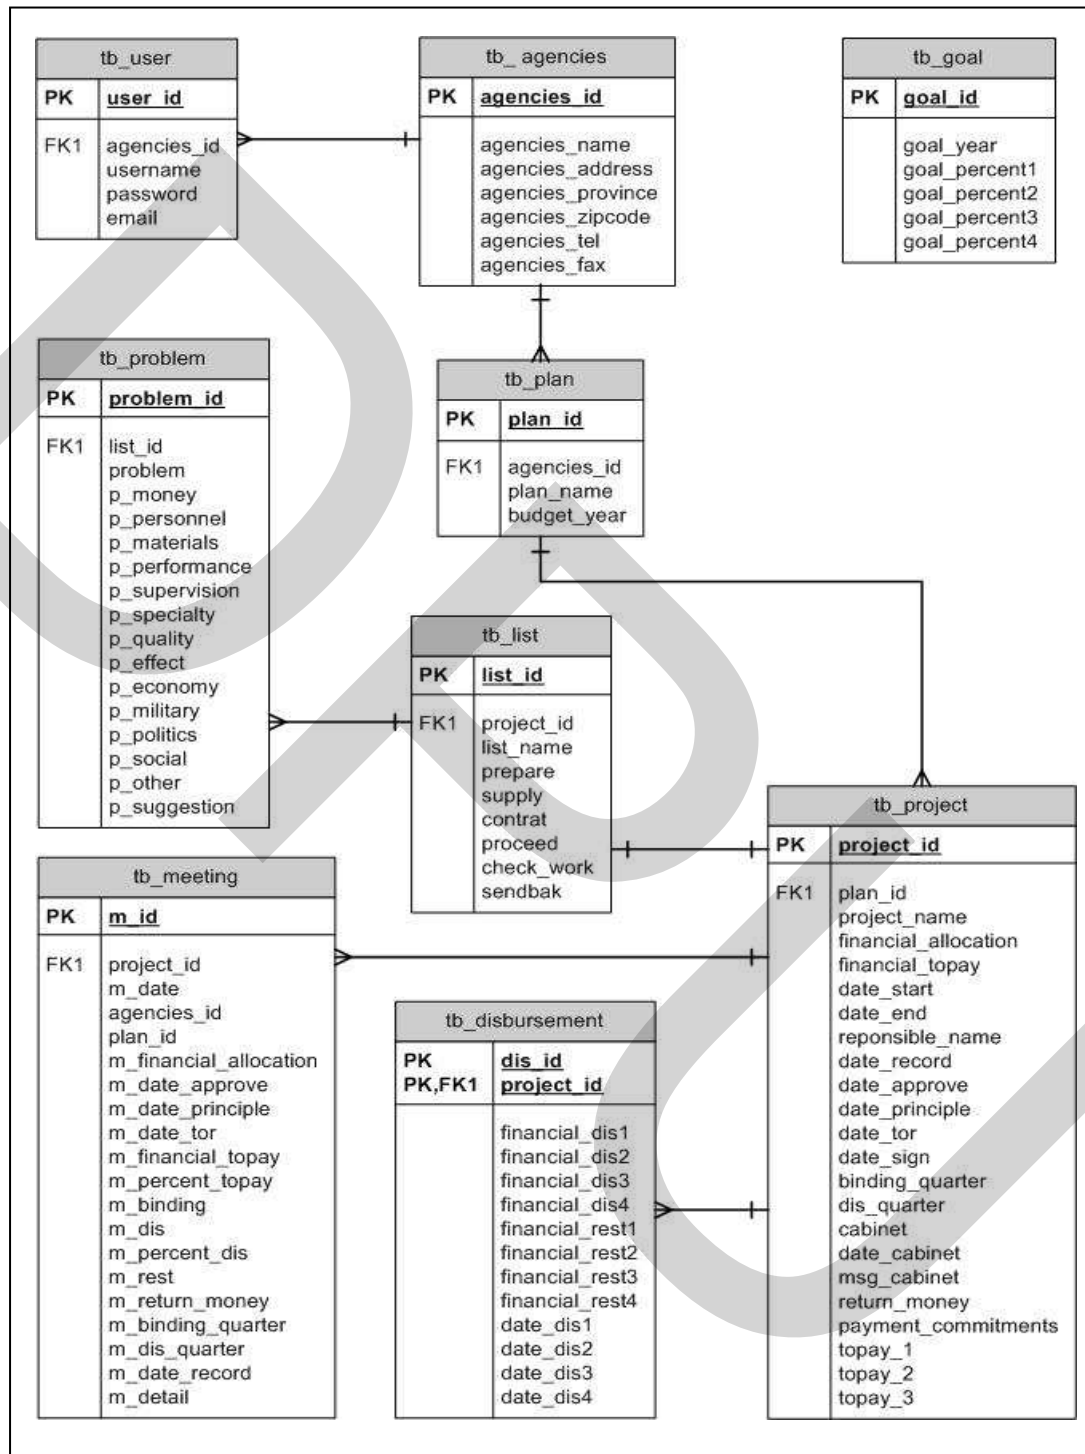 tb_user
PK user_id
FK1 agencies_id
username
password
email
tb_ agencies
PK agencies_id
agencies_name
agencies_address
agencies_province
agencies_zipcode
agencies_tel
agencies_fax
tb_goal
PK goal_id
goal_year
goal_percent1
goal_percent2
goal_percent3
goal_percent4
tb_problem
PK problem_id
FK1 list_id
problem
p_money
p_personnel
p_materials
p_performance
p_supervision
p_specialty
p_quality
p_effect
p_economy
p_military
p_politics
p_social
p_other
p_suggestion
tb_plan
PK plan_id
FK1 agencies_id
plan_name
budget_year
tb_list
PK list_id
FK1 project_id
list_name
prepare
supply
contrat
proceed
check_work
sendbak
tb_project
PK project_id
FK1 plan_id
project_name
financial_allocation
financial_topay
date_start
date_end
reponsible_name
date_record
date_approve
date_principle
date_tor
date_sign
binding_quarter
dis_quarter
cabinet
date_cabinet
msg_cabinet
return_money
payment_commitments
topay_1
topay_2
topay_3
tb_meeting
PK m_id
FK1 project_id
m_date
agencies_id
plan_id
m_financial_allocation
m_date_approve
m_date_principle
m_date_tor
m_financial_topay
m_percent_topay
m_binding
m_dis
m_percent_dis
m_rest
m_return_money
m_binding_quarter
m_dis_quarter
m_date_record
m_detail
tb_disbursement
PK dis_id
PK,FK1 project_id
financial_dis1
financial_dis2
financial_dis3
financial_dis4
financial_rest1
financial_rest2
financial_rest3
financial_rest4
date_dis1
date_dis2
date_dis3
date_dis4
DPU